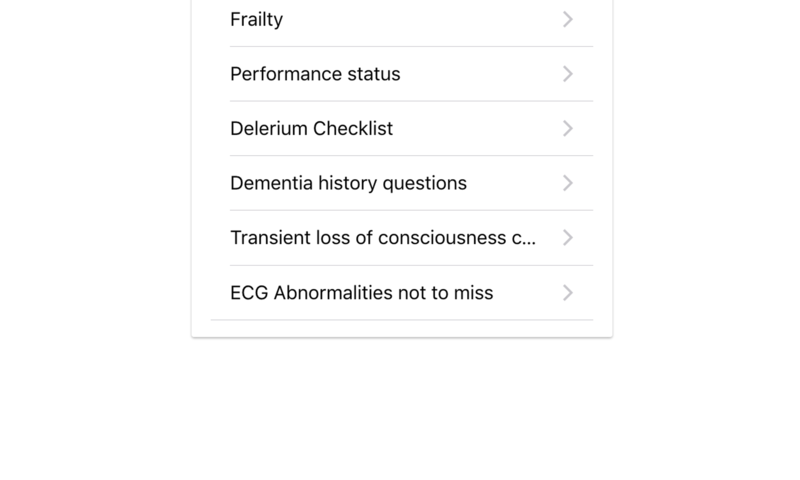 Frailty
Performance status
Delerium Checklist
Dementia history questions
Transient loss of consciousness c...
ECG Abnormalities not to miss